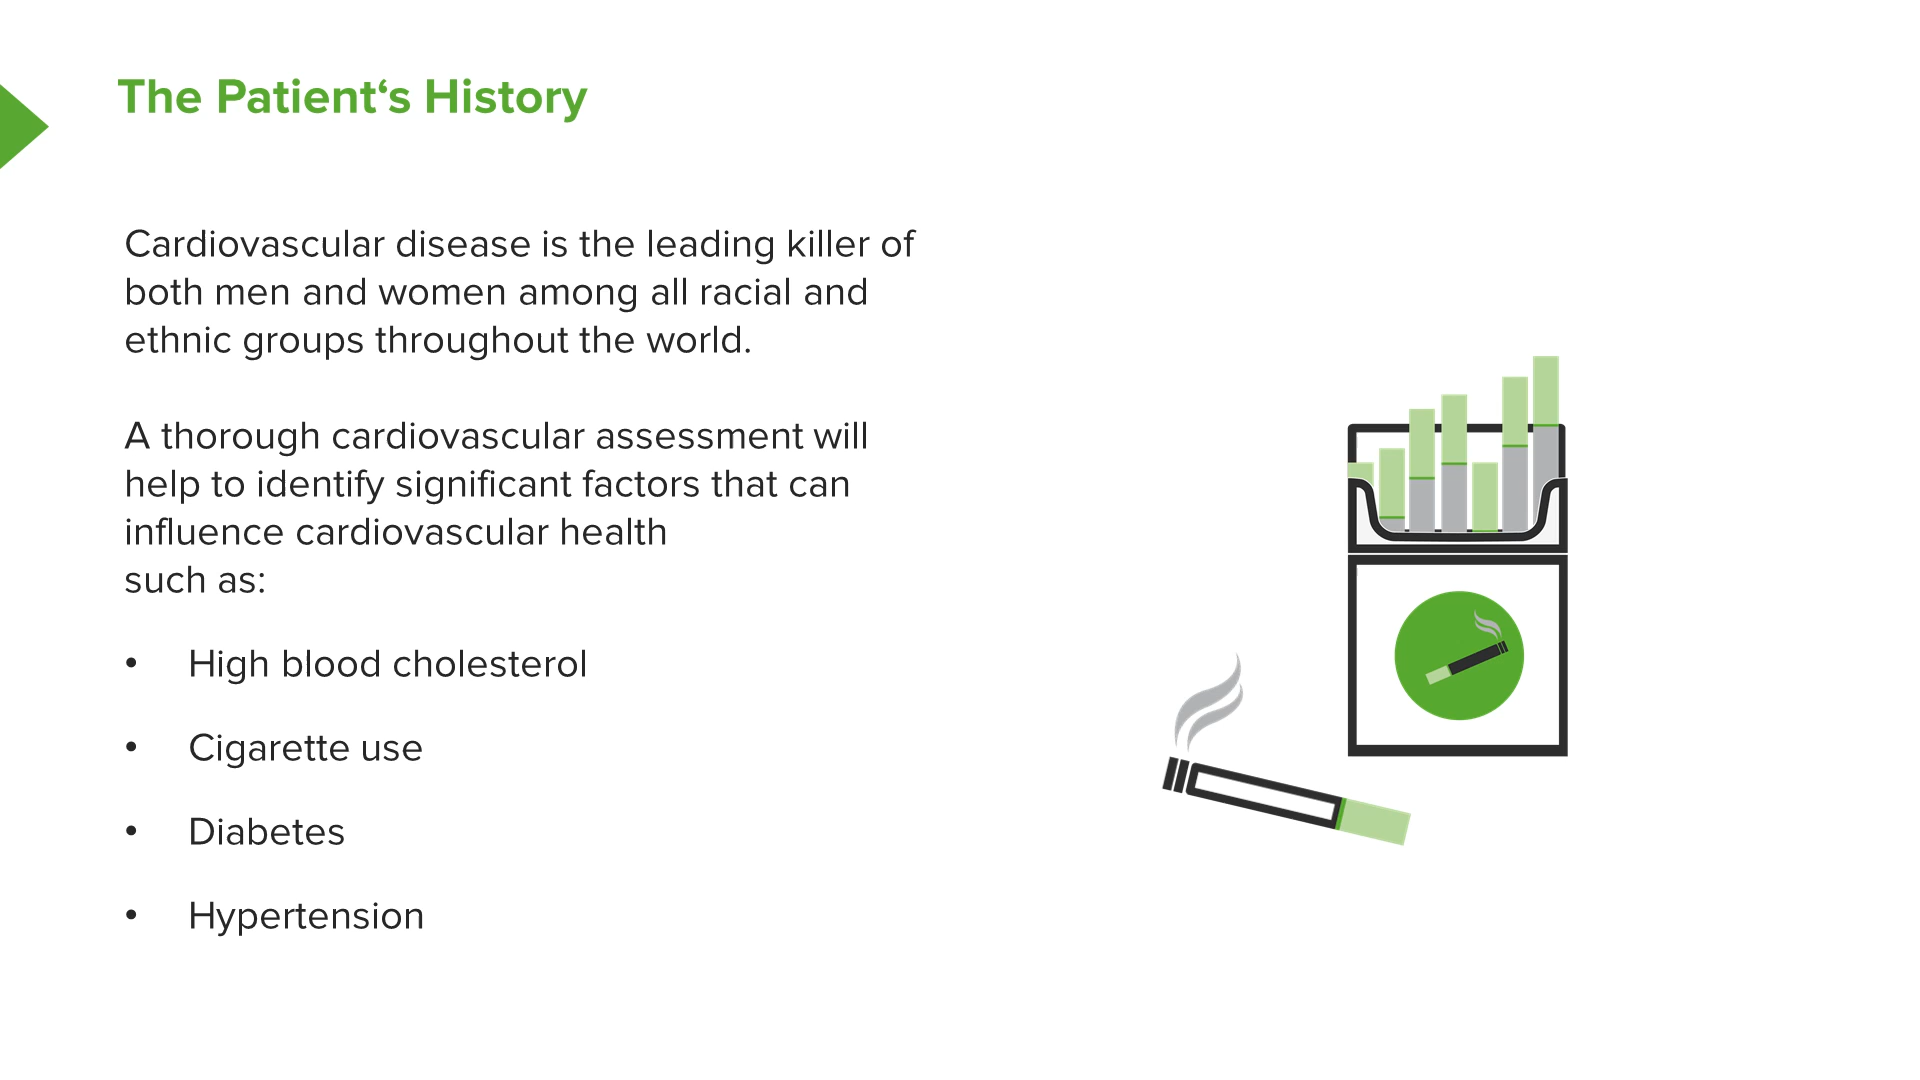 The Patient‘s History
Cardiovascular disease is the leading killer of
both men and women among all racial and
ethnic groups throughout the world.
A thorough cardiovascular assessment will
help to identify significant factors that can
influence cardiovascular health
such as:
• High blood cholesterol
• Cigarette use
• Diabetes
• Hypertension